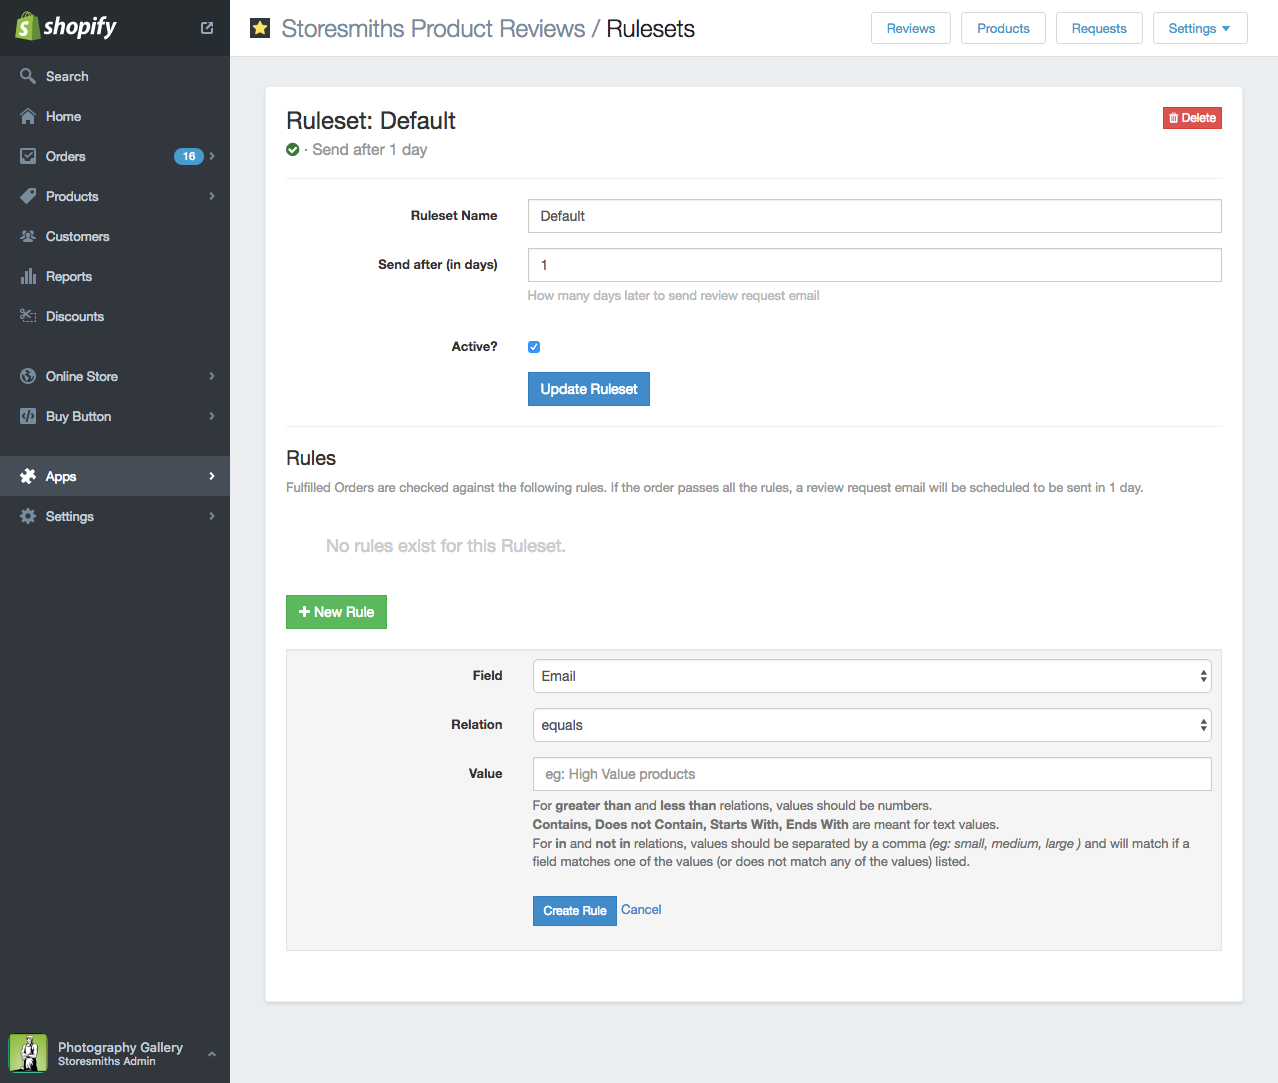 shopify
Search
Home
Orders 16
Products
Customers
Reports
Discounts
Online Store
Buy Button
Apps
Settings
Photography Gallery
Storesmiths Admin
Storesmiths Product Reviews / Rulesets
Reviews Products Requests Settings
Ruleset: Default
Delete
· Send after 1 day
Ruleset Name Default
Send after (in days) 1
How many days later to send review request email
Active?
Update Ruleset
Rules
Fulfilled Orders are checked against the following rules. If the order passes all the rules, a review request email will be scheduled to be sent in 1 day.
No rules exist for this Ruleset.
+ New Rule
Field Email
Relation equals
Value eg: High Value products
For greater than and less than relations, values should be numbers.
Contains, Does not Contain, Starts With, Ends With are meant for text values.
For in and not in relations, values should be separated by a comma (eg: small, medium, large ) and will match if a
field matches one of the values (or does not match any of the values) listed.
Create Rule Cancel